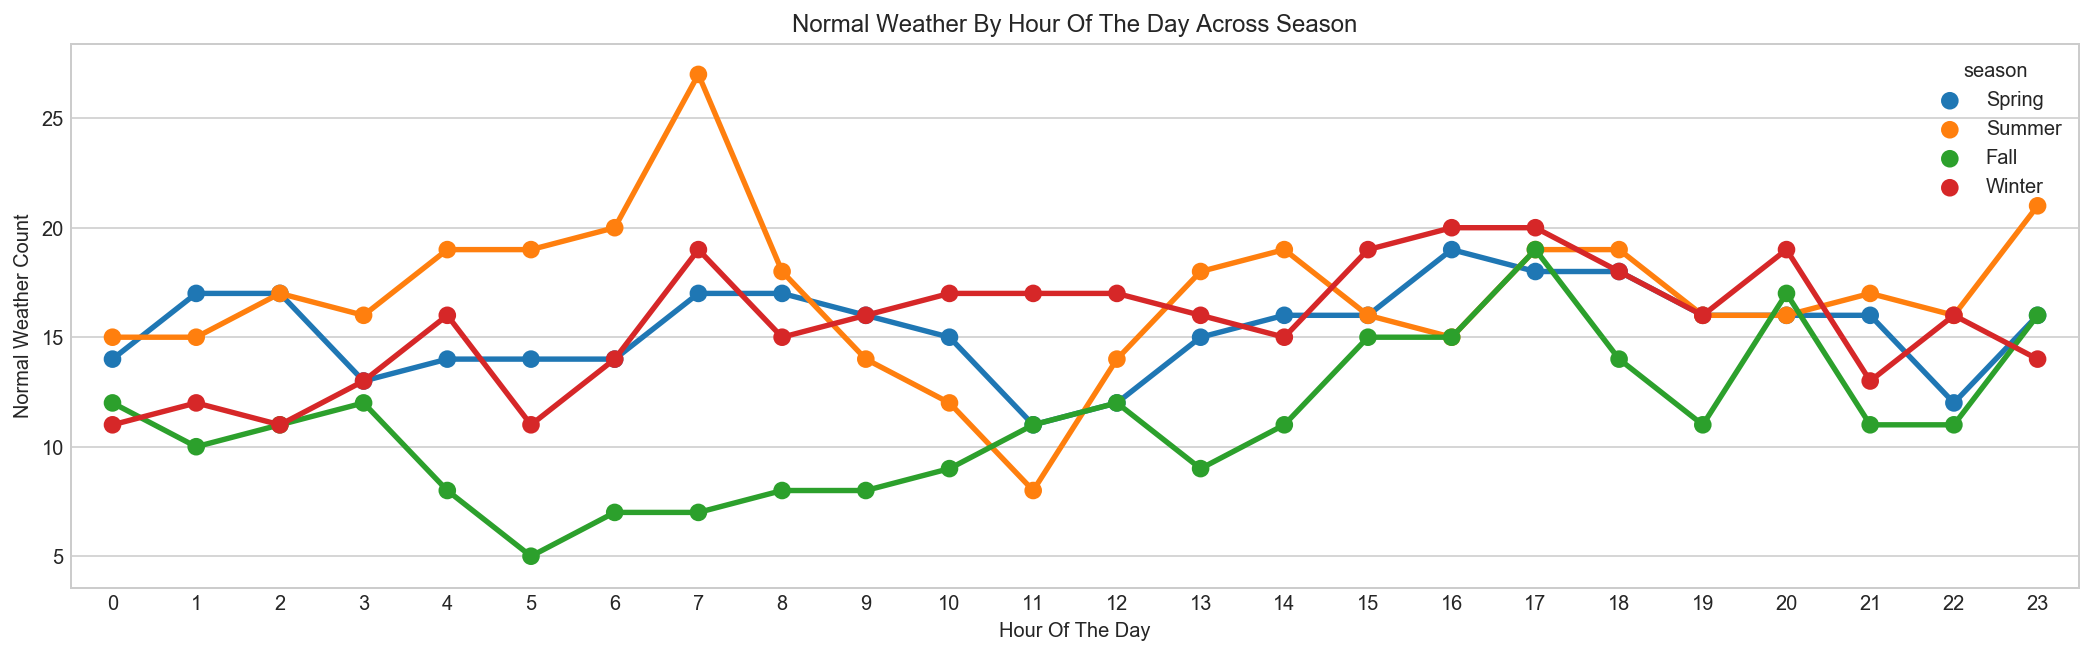 Normal Weather By Hour Of The Day Across Season
season
Spring
Summer
Fall
Winter
Normal Weather Count
25
20
15
10
5
0 1 2 3 4 5 6 7 8 9 10 11 12 13 14 15 16 17 18 19 20 21 22 23
Hour Of The Day